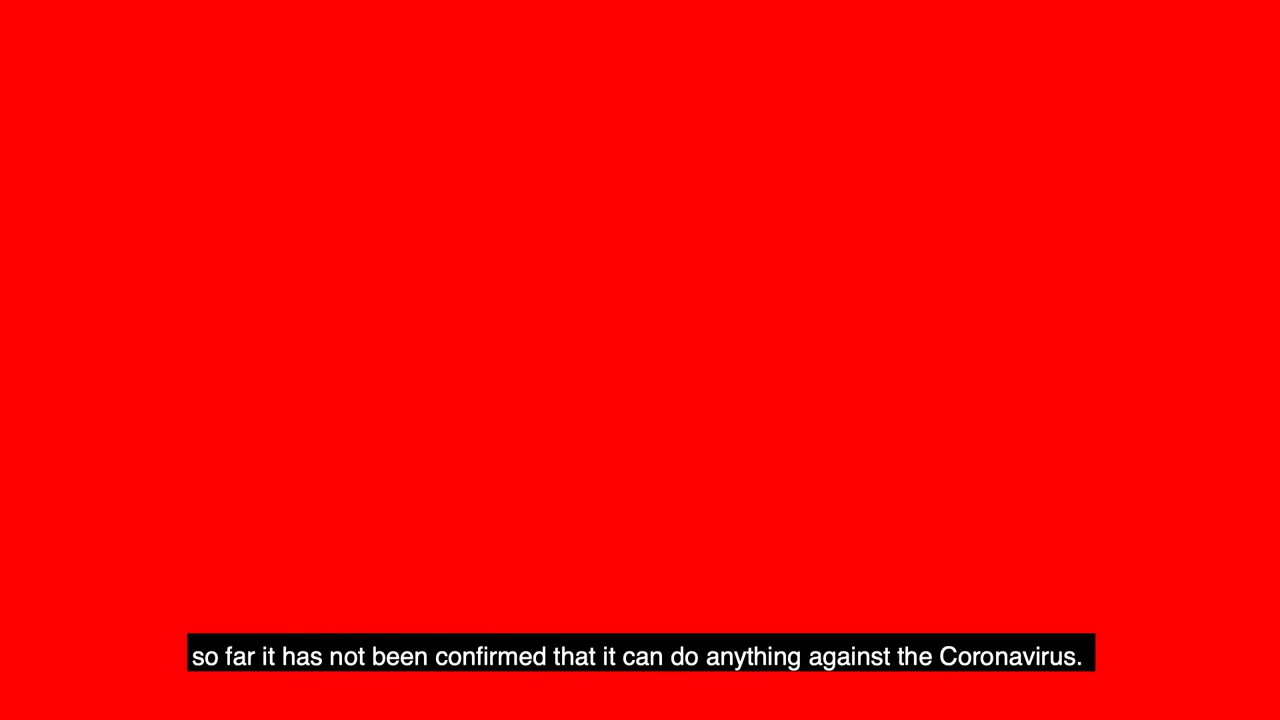 so far it has not been confirmed that it can do anything against the Coronavirus.